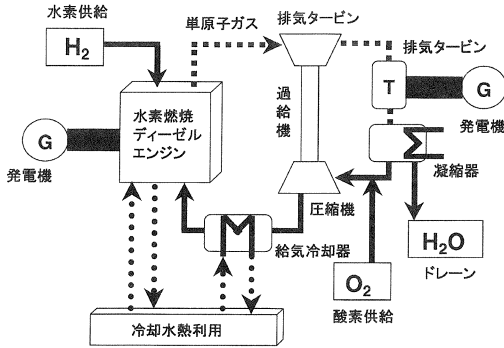 水素供給
H₂
単原子ガス
排気タービン
排気タービン
過給機
T
G
発電機
G
発電機
水素燃焼
ディーゼル
エンジン
凝縮器
圧縮機
給気冷却器
H₂O
ドレーン
O₂
酸素供給
冷却水熱利用